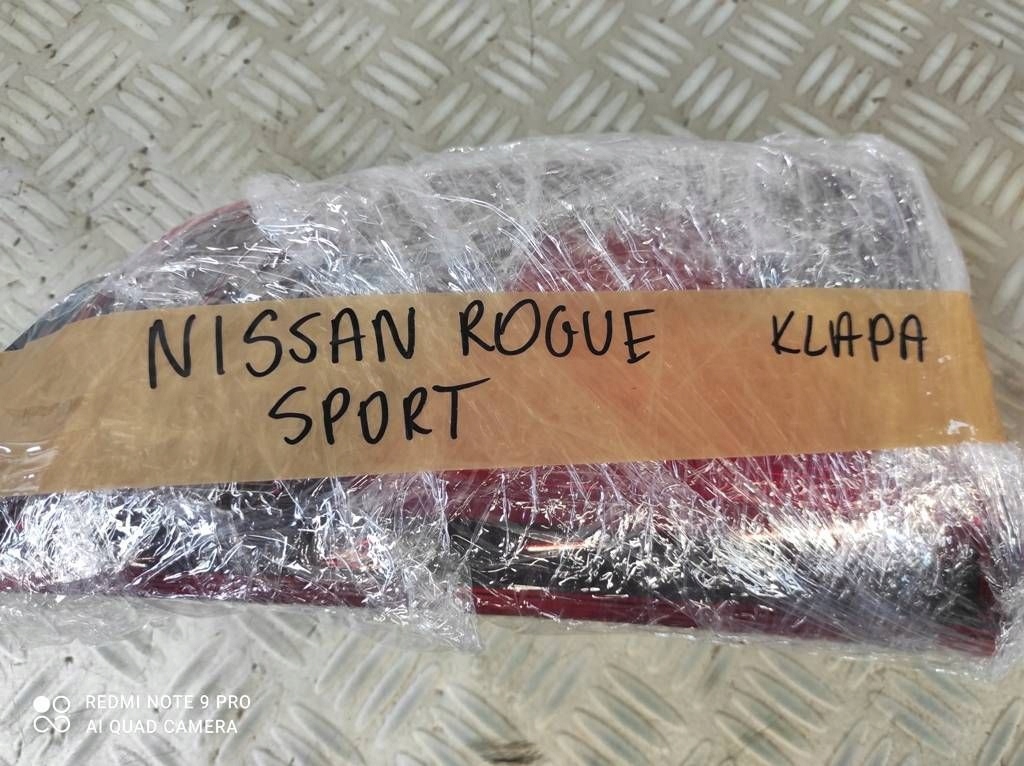 NISSAN ROGUE KLAPA
SPORT
REDMI NOTE 9 PRO
AI QUAD CAMERA